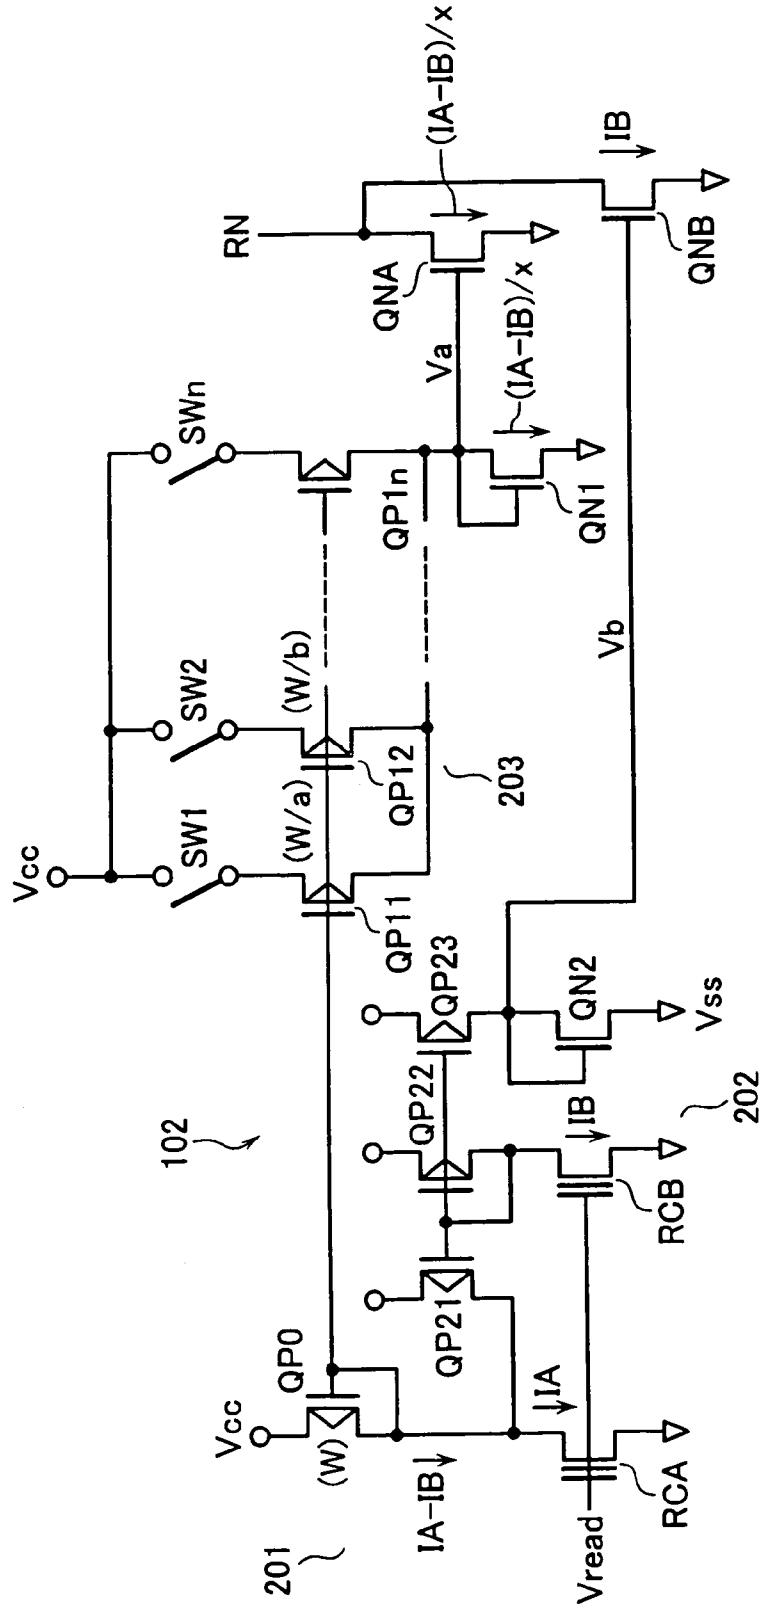 102
201
Vcc
QP0
(W)
IA-IB
IA
Vread
RCA
QP21
QP22
QP23
IB
RCB
202
QN2
Vss
Vcc
SW1
SW2
SWn
(W/a)
(W/b)
QP11
QP12
QP1n
203
Va
Vb
QN1
(IA-IB)/x
RN
QNA
(IA-IB)/x
IB
QNB